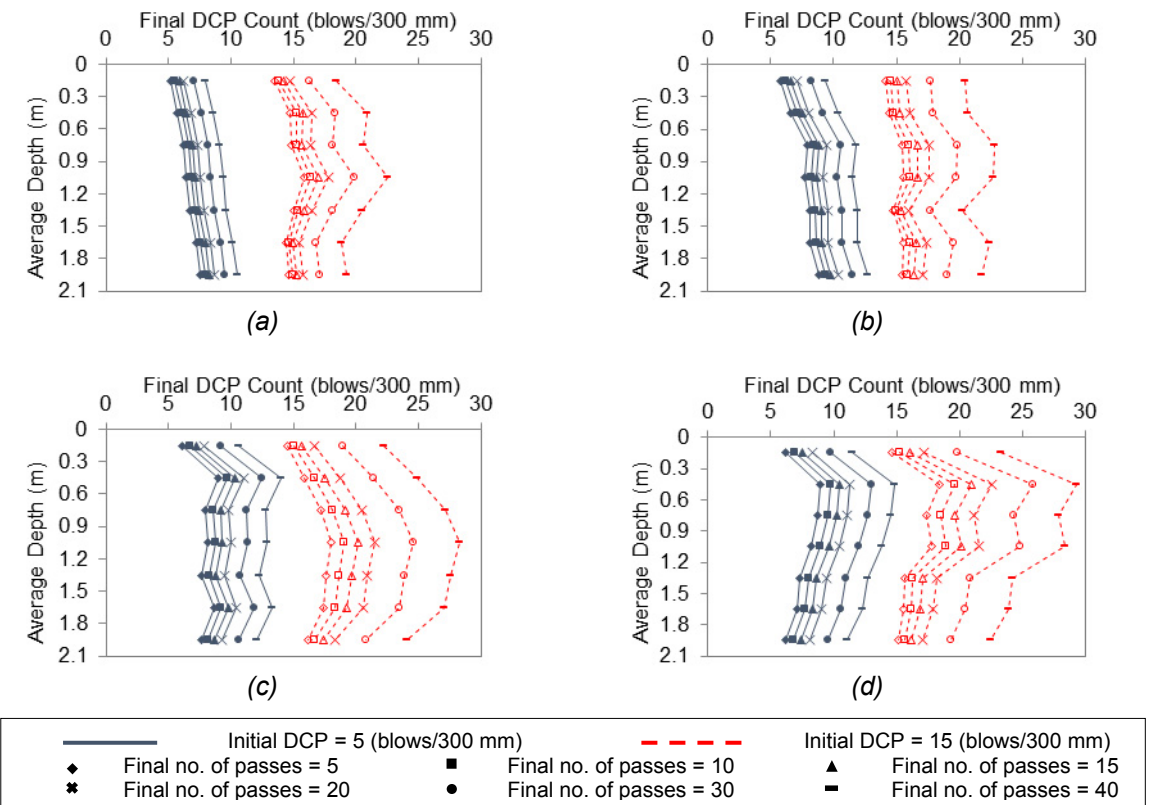 Final DCP Count (blows/300 mm)
0 5 10 15 20 25 30
0
0.3
0.6
0.9
1.2
1.5
1.8
2.1
Average Depth (m)
(a)
Final DCP Count (blows/300 mm)
0 5 10 15 20 25 30
0
0.3
0.6
0.9
1.2
1.5
1.8
2.1
Average Depth (m)
(b)
Final DCP Count (blows/300 mm)
0 5 10 15 20 25 30
0
0.3
0.6
0.9
1.2
1.5
1.8
2.1
Average Depth (m)
(c)
Final DCP Count (blows/300 mm)
0 5 10 15 20 25 30
0
0.3
0.6
0.9
1.2
1.5
1.8
2.1
Average Depth (m)
(d)
Initial DCP = 5 (blows/300 mm) Initial DCP = 15 (blows/300 mm)
Final no. of passes = 5 Final no. of passes = 10 Final no. of passes = 15
Final no. of passes = 20 Final no. of passes = 30 Final no. of passes = 40